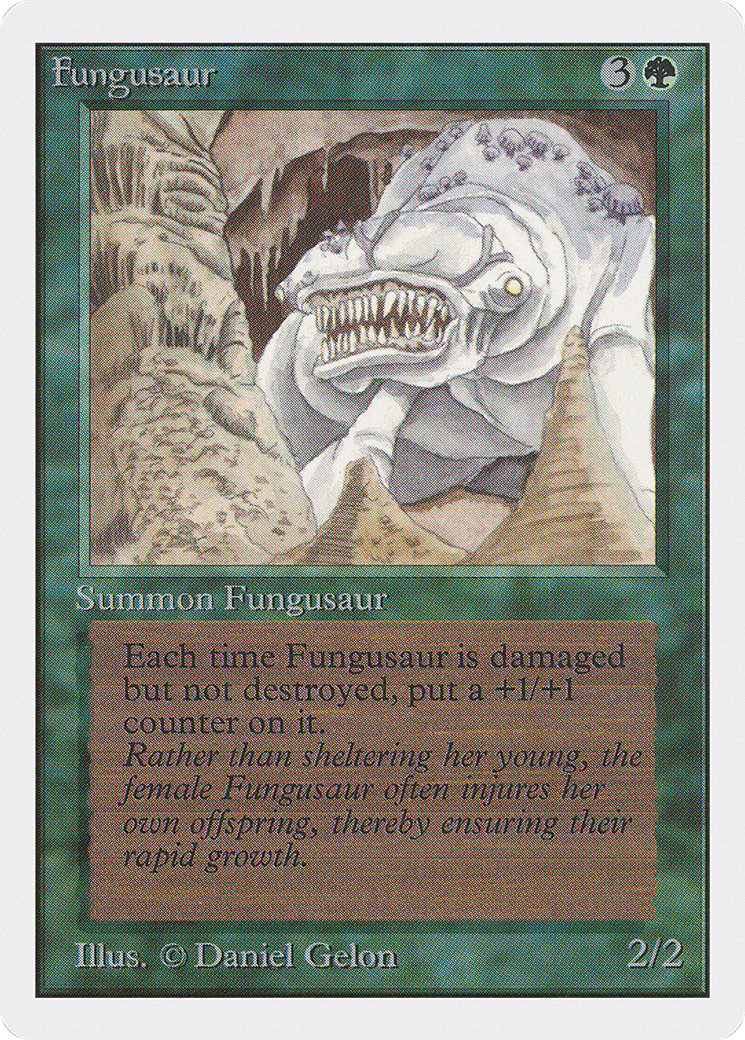 Fungusaur 3
Summon Fungusaur
Each time Fungusaur is damaged
but not destroyed, put a +1/+1
counter on it.
Rather than sheltering her young, the
female Fungusaur often injures her
own offspring, thereby ensuring their
rapid growth.
Illus. © Daniel Gelon 2/2